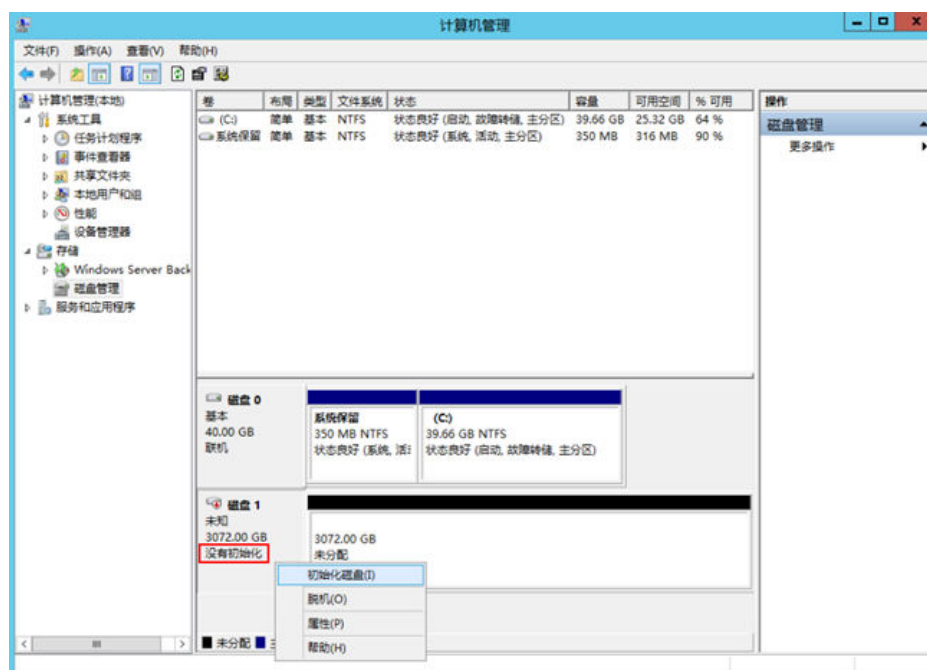 计算机管理
文件(F) 操作(A) 查看(V) 帮助(H)
计算机管理(本地)
系统工具
任务计划程序
事件查看器
共享文件夹
本地用户和组
性能
设备管理器
存储
Windows Server Back
磁盘管理
服务和应用程序
卷 布局 类型 文件系统 状态 容量 可用空间 % 可用
(C:) 简单 基本 NTFS 状态良好 (启动, 故障转储, 主分区) 39.66 GB 25.32 GB 64 %
系统保留 简单 基本 NTFS 状态良好 (系统, 活动, 主分区) 350 MB 316 MB 90 %
操作
磁盘管理
更多操作
磁盘 0
基本
40.00 GB
联机
系统保留
350 MB NTFS
状态良好 (系统, 活
(C:)
39.66 GB NTFS
状态良好 (启动, 故障转储, 主分区)
磁盘 1
未知
3072.00 GB
没有初始化
3072.00 GB
未分配
初始化磁盘(I)
脱机(O)
属性(P)
帮助(H)
未分配